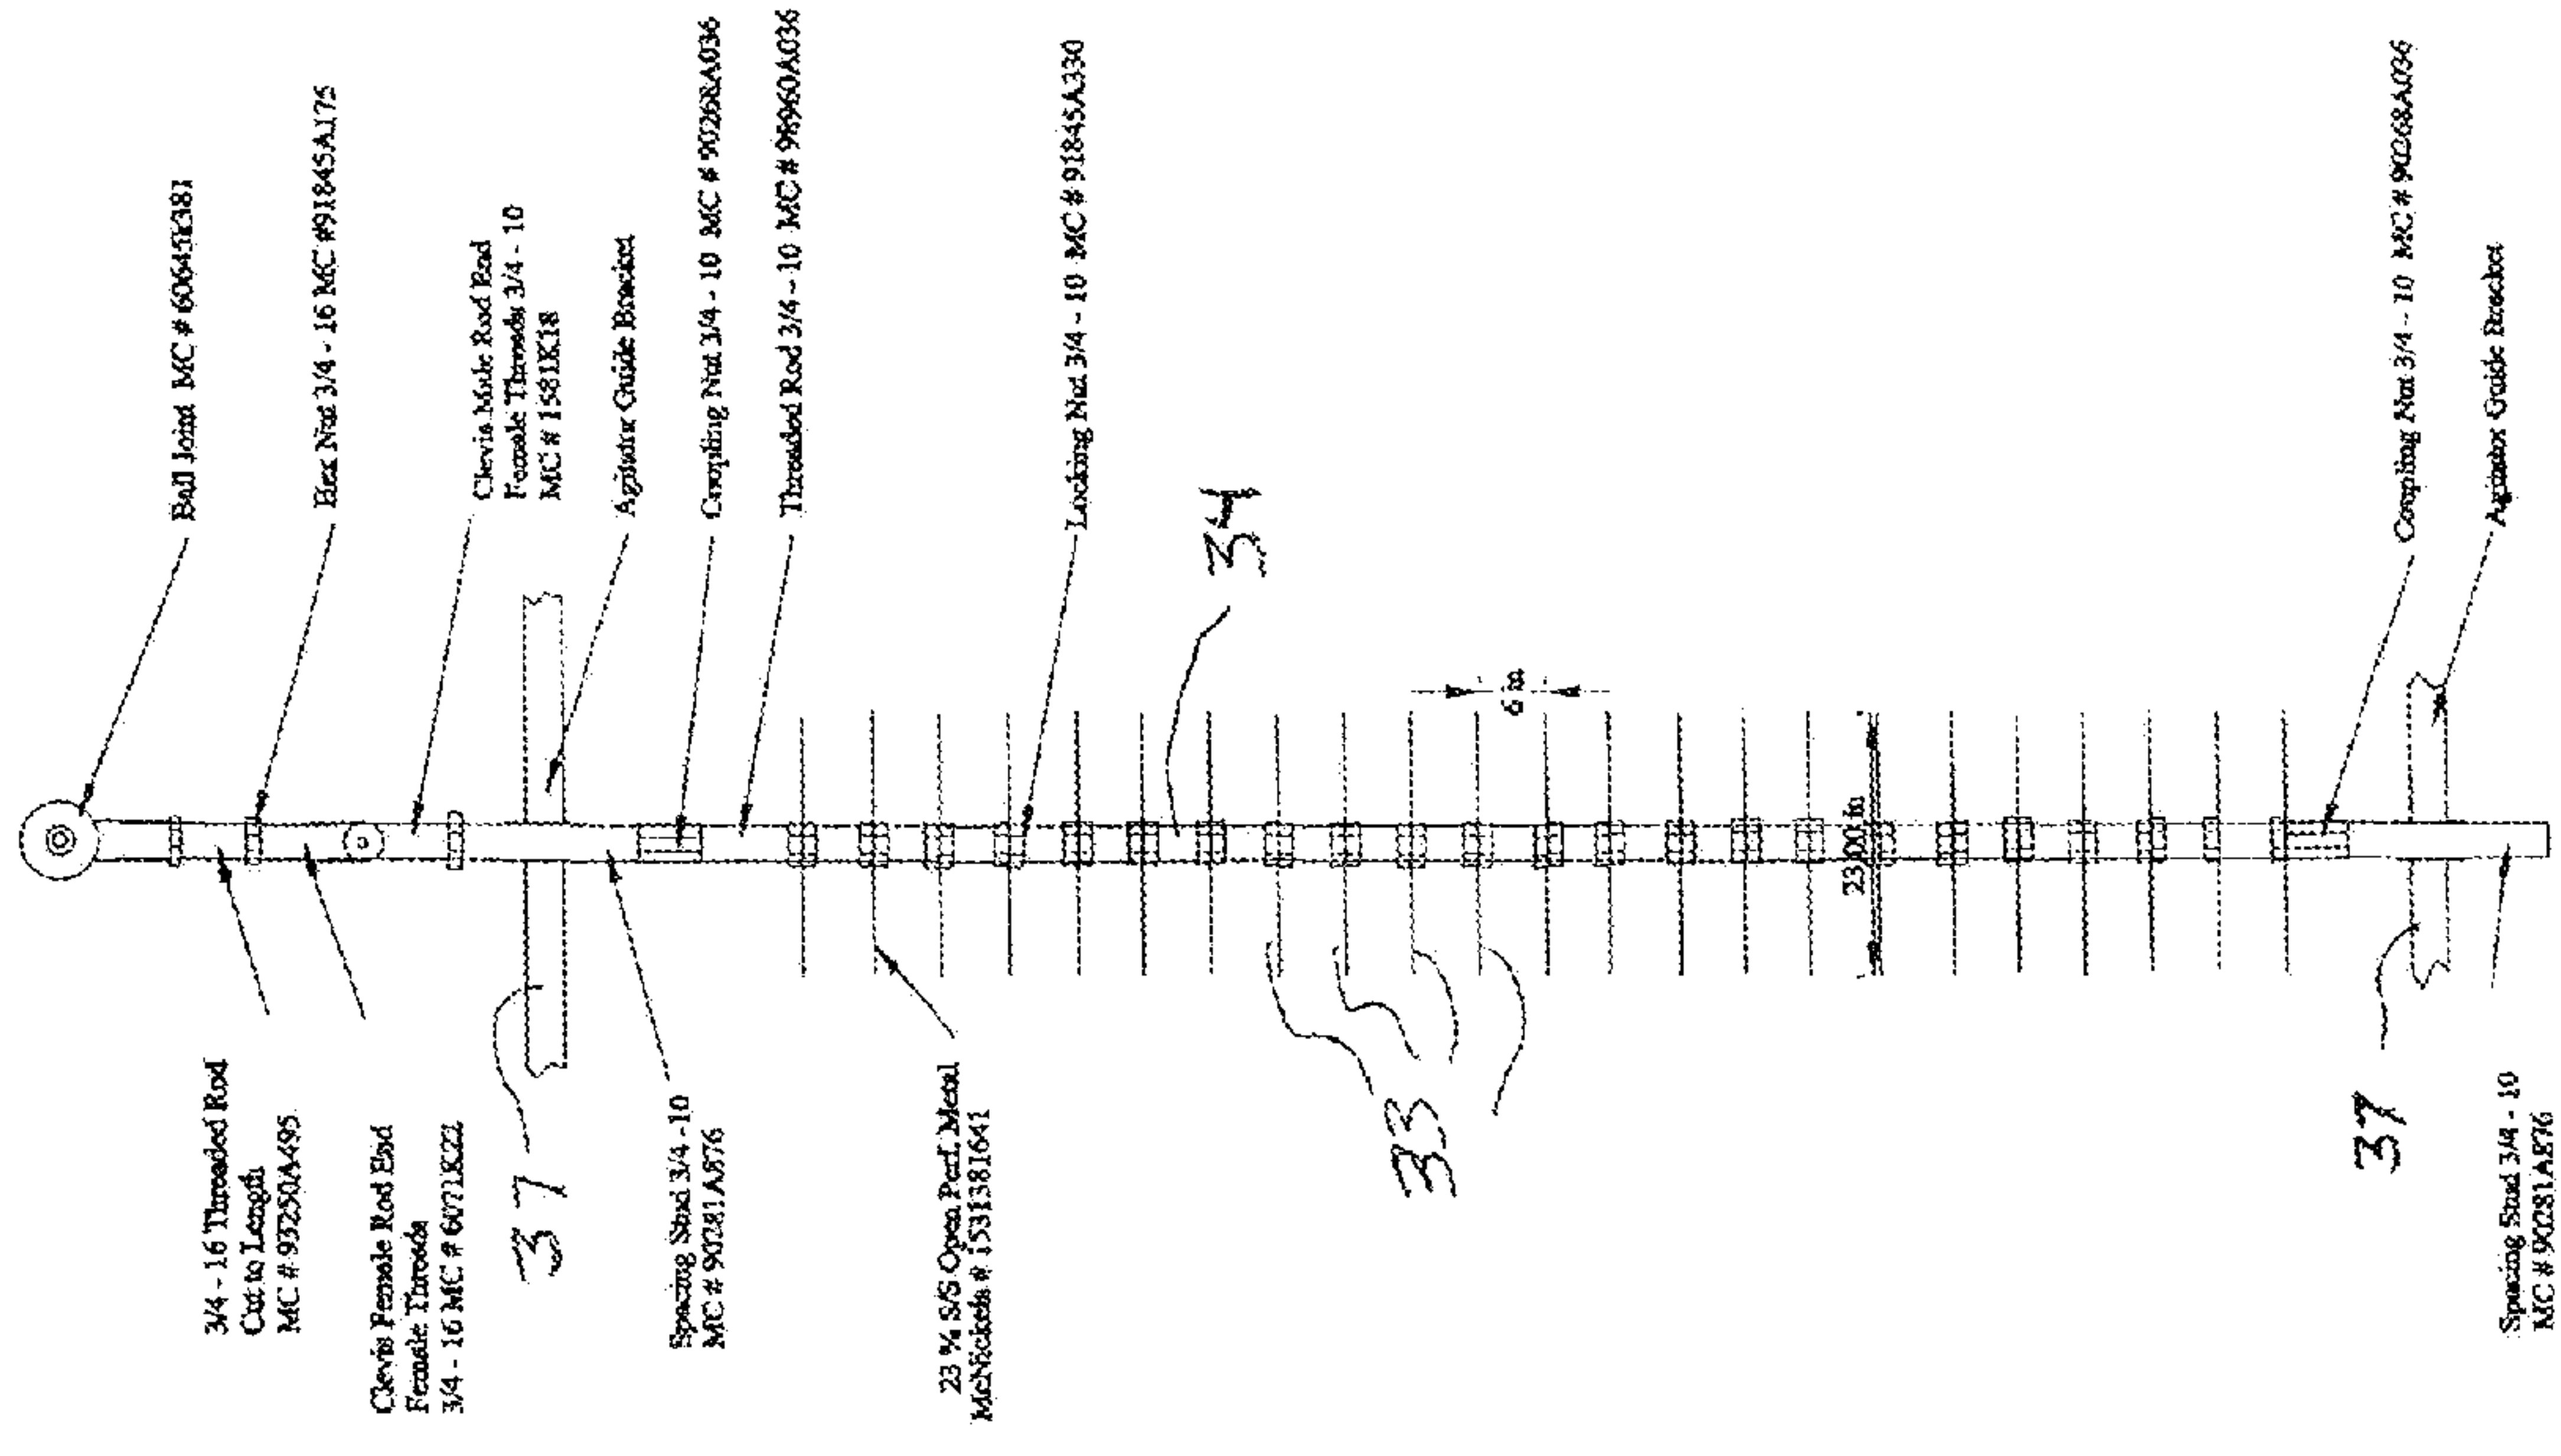 Ball Joint MC # 60645K381
Hex Nut 3/4 - 16 MC #91845A175
Clevis Male Rod End
Female Threads 3/4 - 10
MC # 1581K18
Agitator Guide Bracket
Coupling Nut 3/4 - 10 MC # 90268A036
Threaded Rod 3/4 - 10 MC# 98960A036
Locking Nut 3/4 - 10 MC# 91845A330
34
6 in
23.00 in
Coupling Nut 3/4 - 10 MC # 90268A036
Agitator Guide Bracket
3/4 - 16 Threaded Rod
Cut to Length
MC # 93250A495
Clevis Female Rod End
Female Threads
3/4 - 16 MC # 6071K22
37
Spacing Stud 3/4 - 10
MC # 90281A876
23 % S/S Open Perf. Metal
McNichols # 1531381641
33
37
Spacing Stud 3/4 - 10
MC # 90281A876